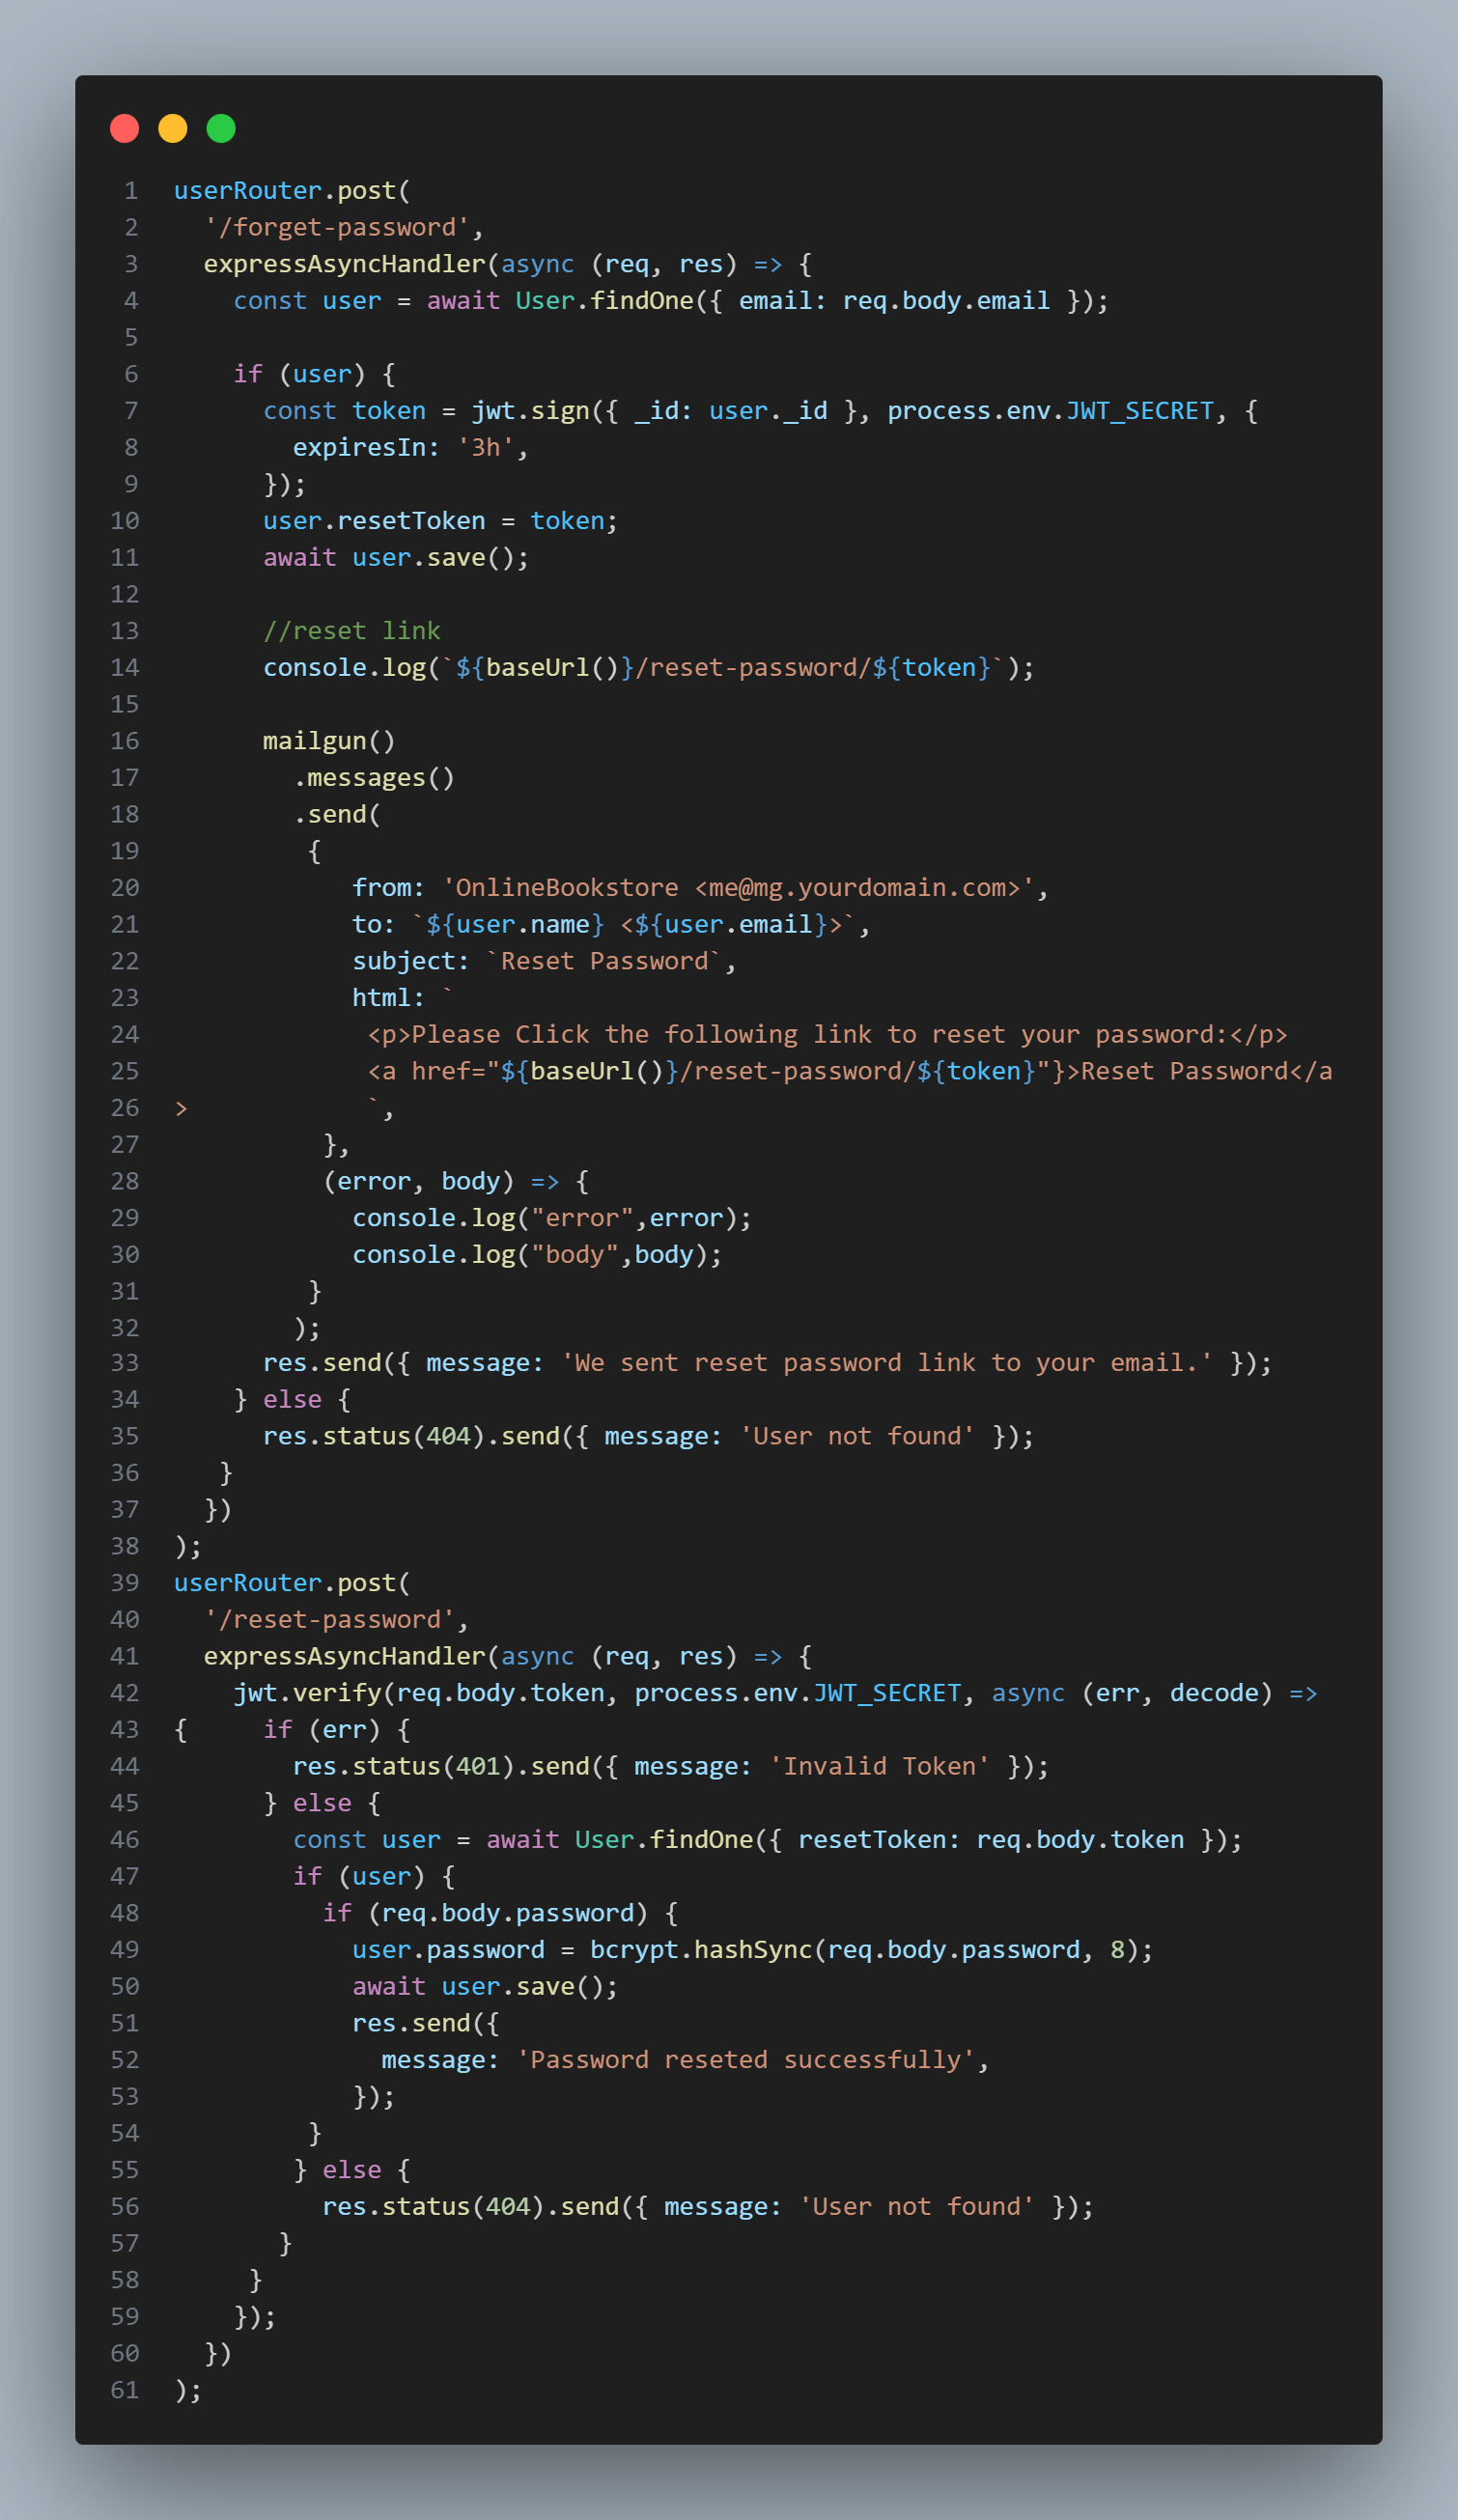 1 userRouter.post(
2   '/forget-password',
3   expressAsyncHandler(async (req, res) => {
4     const user = await User.findOne({ email: req.body.email });
5
6     if (user) {
7       const token = jwt.sign({ _id: user._id }, process.env.JWT_SECRET, {
8         expiresIn: '3h',
9       });
10       user.resetToken = token;
11       await user.save();
12
13       //reset link
14       console.log(`${baseUrl()}/reset-password/${token}`);
15
16       mailgun()
17         .messages()
18         .send(
19          {
20             from: 'OnlineBookstore <me@mg.yourdomain.com>',
21             to: `${user.name} <${user.email}>`,
22             subject: `Reset Password`,
23             html: `
24              <p>Please Click the following link to reset your password:</p>
25              <a href="${baseUrl()}/reset-password/${token}"}>Reset Password</a
26 >             `,
27           },
28           (error, body) => {
29             console.log("error",error);
30             console.log("body",body);
31          }
32         );
33       res.send({ message: 'We sent reset password link to your email.' });
34     } else {
35       res.status(404).send({ message: 'User not found' });
36    }
37   })
38 );
39 userRouter.post(
40   '/reset-password',
41   expressAsyncHandler(async (req, res) => {
42     jwt.verify(req.body.token, process.env.JWT_SECRET, async (err, decode) =>
43 {      if (err) {
44         res.status(401).send({ message: 'Invalid Token' });
45       } else {
46         const user = await User.findOne({ resetToken: req.body.token });
47         if (user) {
48           if (req.body.password) {
49             user.password = bcrypt.hashSync(req.body.password, 8);
50             await user.save();
51             res.send({
52               message: 'Password reseted successfully',
53             });
54          }
55         } else {
56           res.status(404).send({ message: 'User not found' });
57        }
58      }
59     });
60   })
61 );